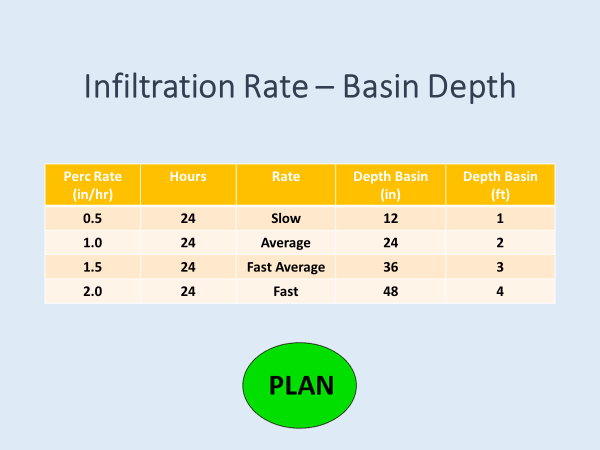 Infiltration Rate – Basin Depth
Perc Rate (in/hr) Hours Rate Depth Basin (in) Depth Basin (ft)
0.5 24 Slow 12 1
1.0 24 Average 24 2
1.5 24 Fast Average 36 3
2.0 24 Fast 48 4
PLAN